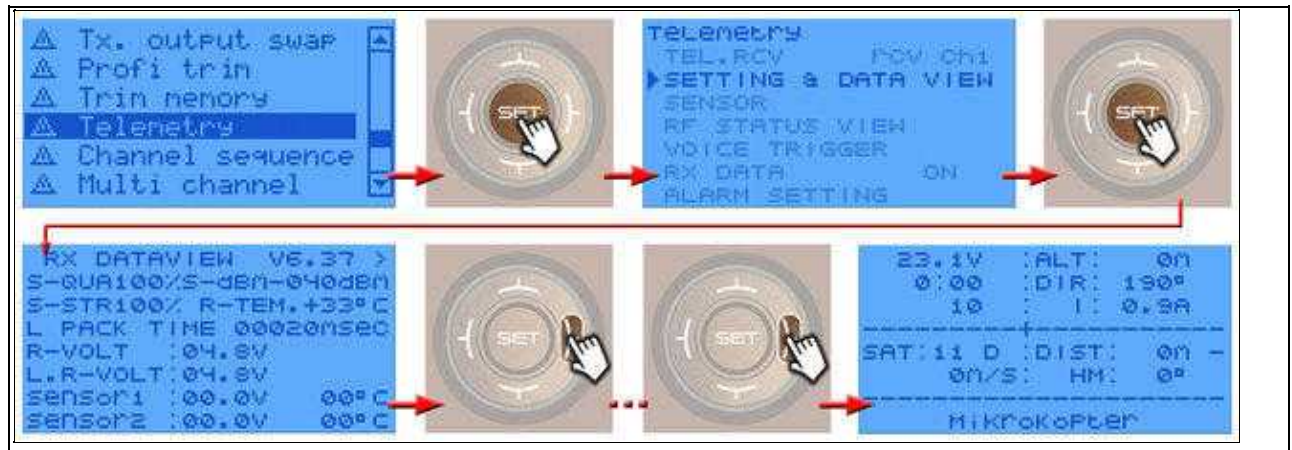 Tx. output swap
Profi trim
Trim memory
Telemetry
Channel sequence
Multi channel
SET
Telemetry
TEL.RCV rcv Ch1
SETTING & DATA VIEW
SENSOR
RF STATUS VIEW
VOICE TRIGGER
RX DATA ON
ALARM SETTING
SET
RX DATAVIEW V6.37 >
S-QUA100%S-dBm-040dBm
S-STR100% R-TEM.+33°C
L PACK TIME 00020msec
R-VOLT :04.8V
L.R-VOLT:04.8V
Sensor1 :00.0V 00°C
Sensor2 :00.0V 00°C
SET
SET
23.1V :ALT: 0m
0:00 :DIR: 190°
10 : I: 0.9A
SAT:11 D :DIST: 0m -
0m/s: HM: 0°
MikroKopter